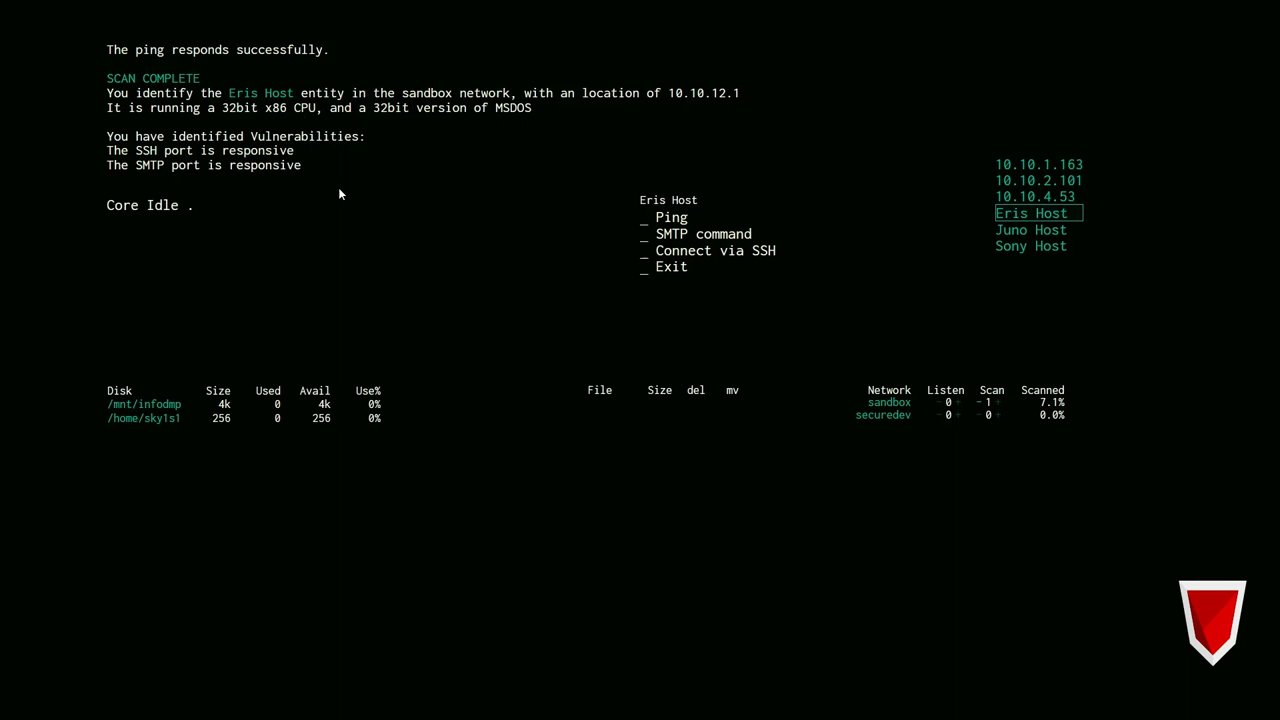 The ping responds successfully.
SCAN COMPLETE
You identify the Eris Host entity in the sandbox network, with an location of 10.10.12.1
It is running a 32bit x86 CPU, and a 32bit version of MSDOS
You have identified Vulnerabilities:
The SSH port is responsive
The SMTP port is responsive
Core Idle .
Eris Host
_ Ping
_ SMTP command
_ Connect via SSH
_ Exit
10.10.1.163
10.10.2.101
10.10.4.53
Eris Host
Juno Host
Sony Host
Disk Size Used Avail Use%
/mnt/infodmp 4k 0 4k 0%
/home/sky1s1 256 0 256 0%
File Size del mv
Network Listen Scan Scanned
sandbox - 0 + - 1 + 7.1%
securedev - 0 + - 0 + 0.0%